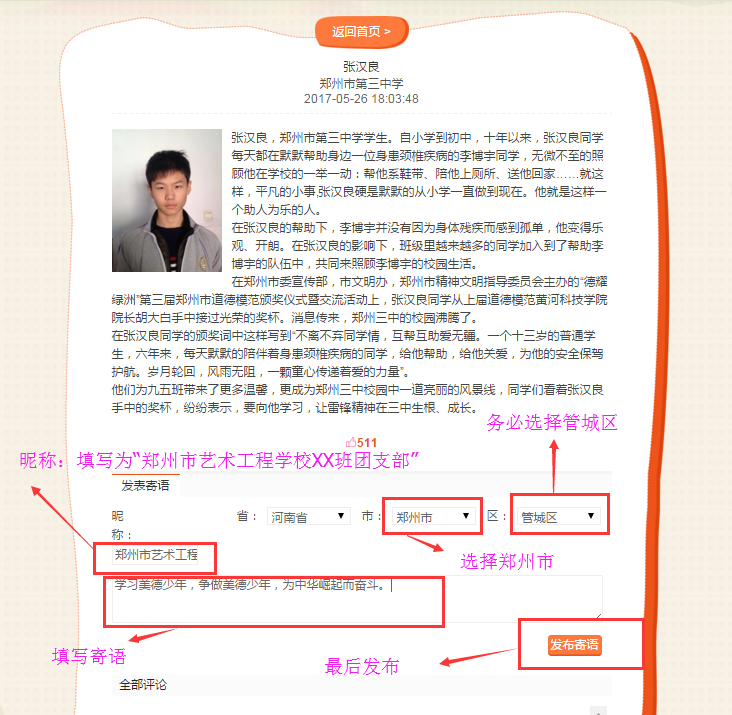 返回首页 >
张汉良
郑州市第三中学
2017-05-26 18:03:48
张汉良，郑州市第三中学学生。自小学到初中，十年以来，张汉良同学
每天都在默默帮助身边一位身患颈椎疾病的李博宇同学，无微不至的照
顾他在学校的一举一动：帮他系鞋带、陪他上厕所、送他回家……就这
样，平凡的小事,张汉良硬是默默的从小学一直做到现在。他就是这样一
个助人为乐的人。
在张汉良的帮助下，李博宇并没有因为身体残疾而感到孤单，他变得乐
观、开朗。在张汉良的影响下，班级里越来越多的同学加入到了帮助李
博宇的队伍中，共同来照顾李博宇的校园生活。
在郑州市委宣传部，市文明办，郑州市精神文明指导委员会主办的“德耀
绿洲”第三届郑州市道德模范颁奖仪式暨交流活动上，张汉良同学从上届道德模范黄河科技学院
院长胡大白手中接过光荣的奖杯。消息传来，郑州三中的校园沸腾了。
在张汉良同学的颁奖词中这样写到“不离不弃同学情，互帮互助爱无疆。一个十三岁的普通学
生，六年来，每天默默的陪伴着身患颈椎疾病的同学，给他帮助，给他关爱，为他的安全保驾
护航。岁月轮回，风雨无阻，一颗童心传递着爱的力量”。
他们为九五班带来了更多温馨，更成为郑州三中校园中一道亮丽的风景线，同学们看着张汉良
手中的奖杯，纷纷表示，要向他学习，让雷锋精神在三中生根、成长。
务必选择管城区
511
昵称：填写为“郑州市艺术工程学校XX班团支部”
发表寄语
昵 省： 河南省 市： 郑州市 区： 管城区
称：
郑州市艺术工程
选择郑州市
学习美德少年，争做美德少年，为中华崛起而奋斗。
发布寄语
填写寄语
最后发布
全部评论